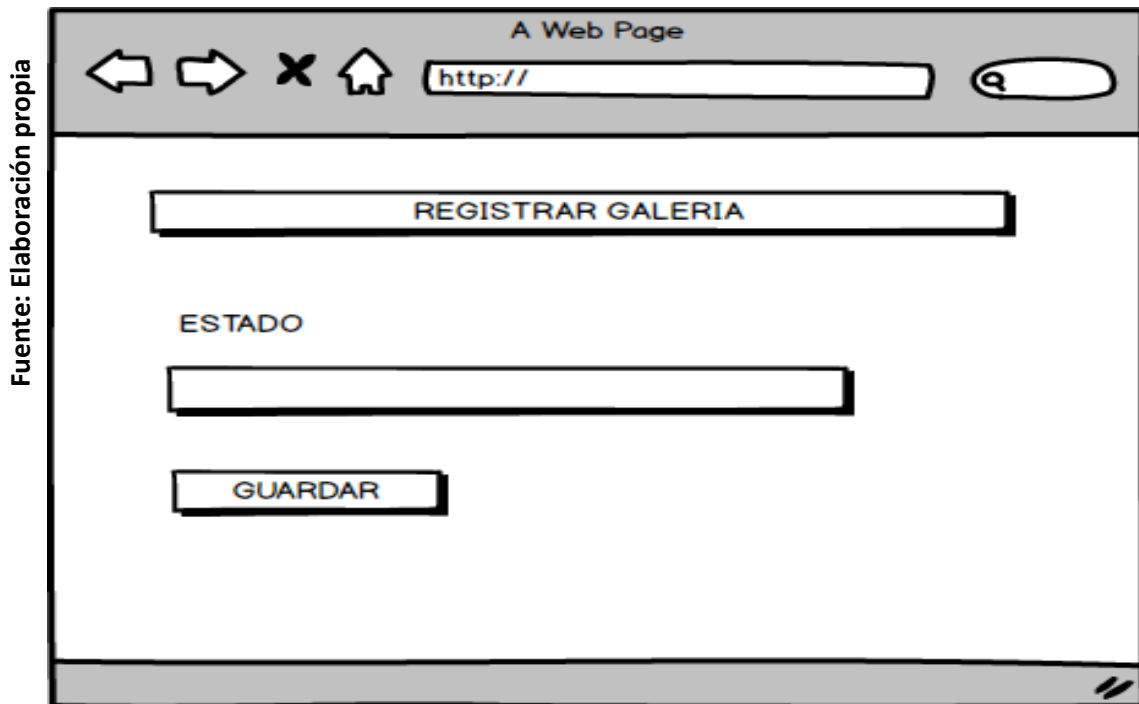 A Web Page
http://
REGISTRAR GALERIA
ESTADO
GUARDAR
Fuente: Elaboración propia